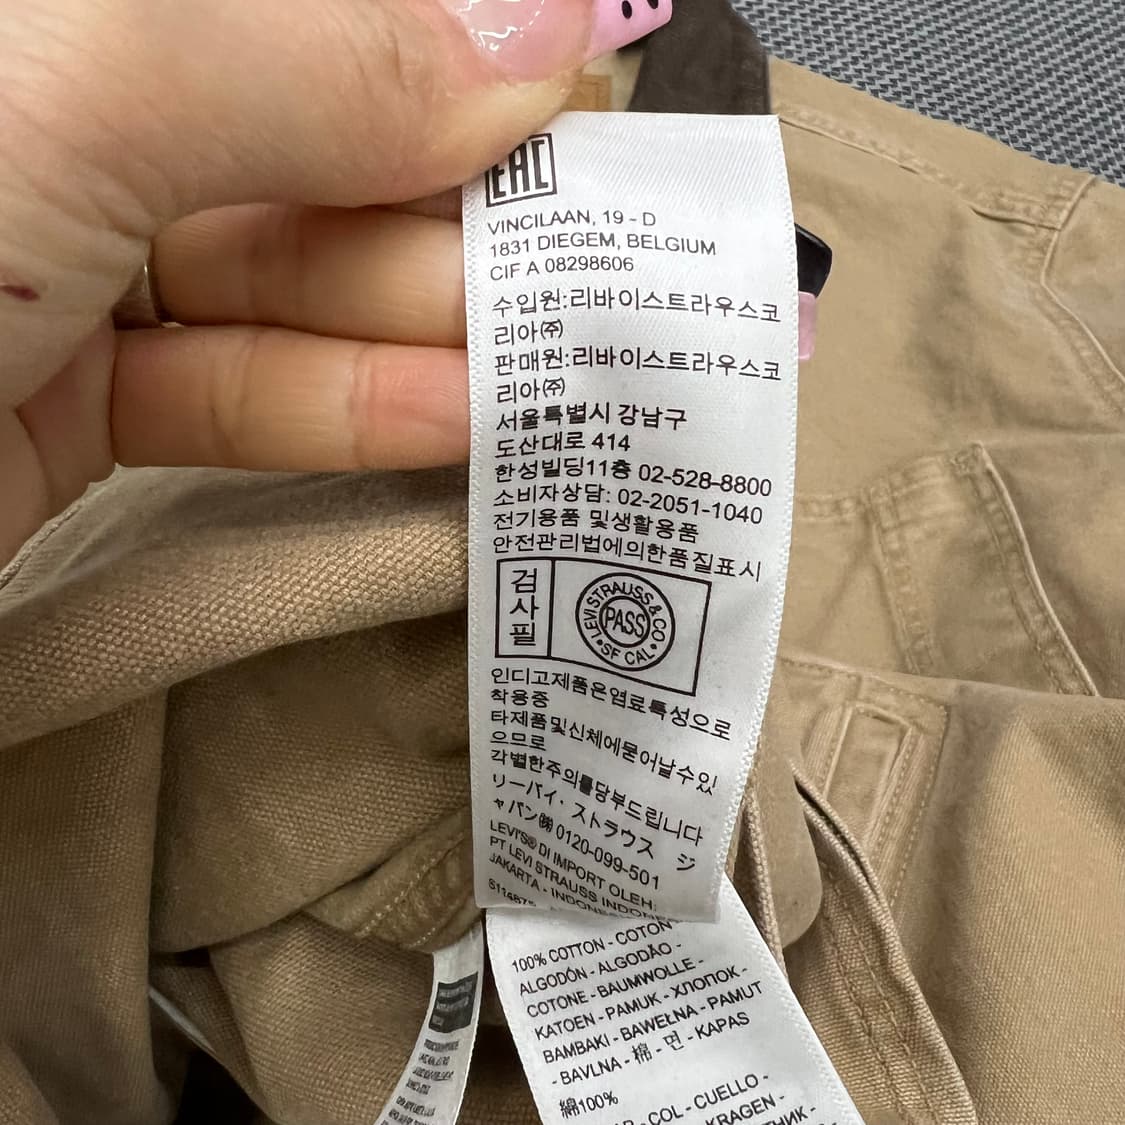 EAC
VINCILAAN, 19 - D
1831 DIEGEM, BELGIUM
CIF A 08298606
수입원:리바이스트라우스코
리아㈜
판매원:리바이스트라우스코
리아㈜
서울특별시 강남구
도산대로 414
한성빌딩11층 02-528-8800
소비자상담: 02-2051-1040
전기용품 및생활용품
안전관리법에의한품질표시
검사필
LEVI STRAUSS & CO
PASS
SF CAL
인디고제품은염료특성으로
착용중
타제품및신체에묻어날수있
으므로
각별한주의를당부드립니다
リーバイ・ストラウス ジ
ャパン㈱ 0120-099-501
LEVI'S® DI IMPORT OLEH:
PT LEVI STRAUSS INDONE
JAKARTA - INDONES
100% COTTON - COTON
ALGODÓN - ALGODÃO -
COTONE - BAUMWOLLE -
KATOEN - PAMUK - ХЛОПОК -
BAMBAKI - BAWEŁNA - PAMUT
- BAVLNA - 棉 - 면 - KAPAS
綿100%
- COL - CUELLO -
KRAGEN -